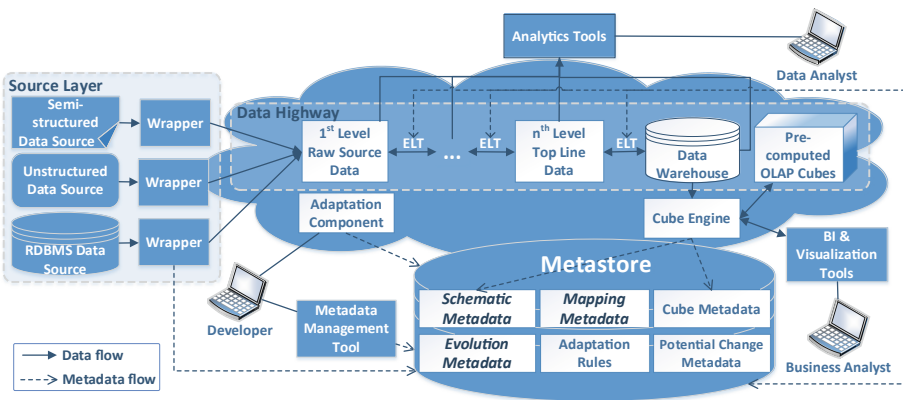 Analytics Tools
Data Analyst
Source Layer
Semi-
structured
Data Source
Wrapper
Unstructured
Data Source
Wrapper
RDBMS Data
Source
Wrapper
Data Highway
1st Level
Raw Source
Data
ELT
...
ELT
nth Level
Top Line
Data
ELT
Data
Warehouse
Pre-
computed
OLAP Cubes
Adaptation
Component
Cube Engine
BI &
Visualization
Tools
Developer
Metadata
Management
Tool
Metastore
Schematic
Metadata
Mapping
Metadata
Cube Metadata
Evolution
Metadata
Adaptation
Rules
Potential Change
Metadata
Business Analyst
Data flow
Metadata flow